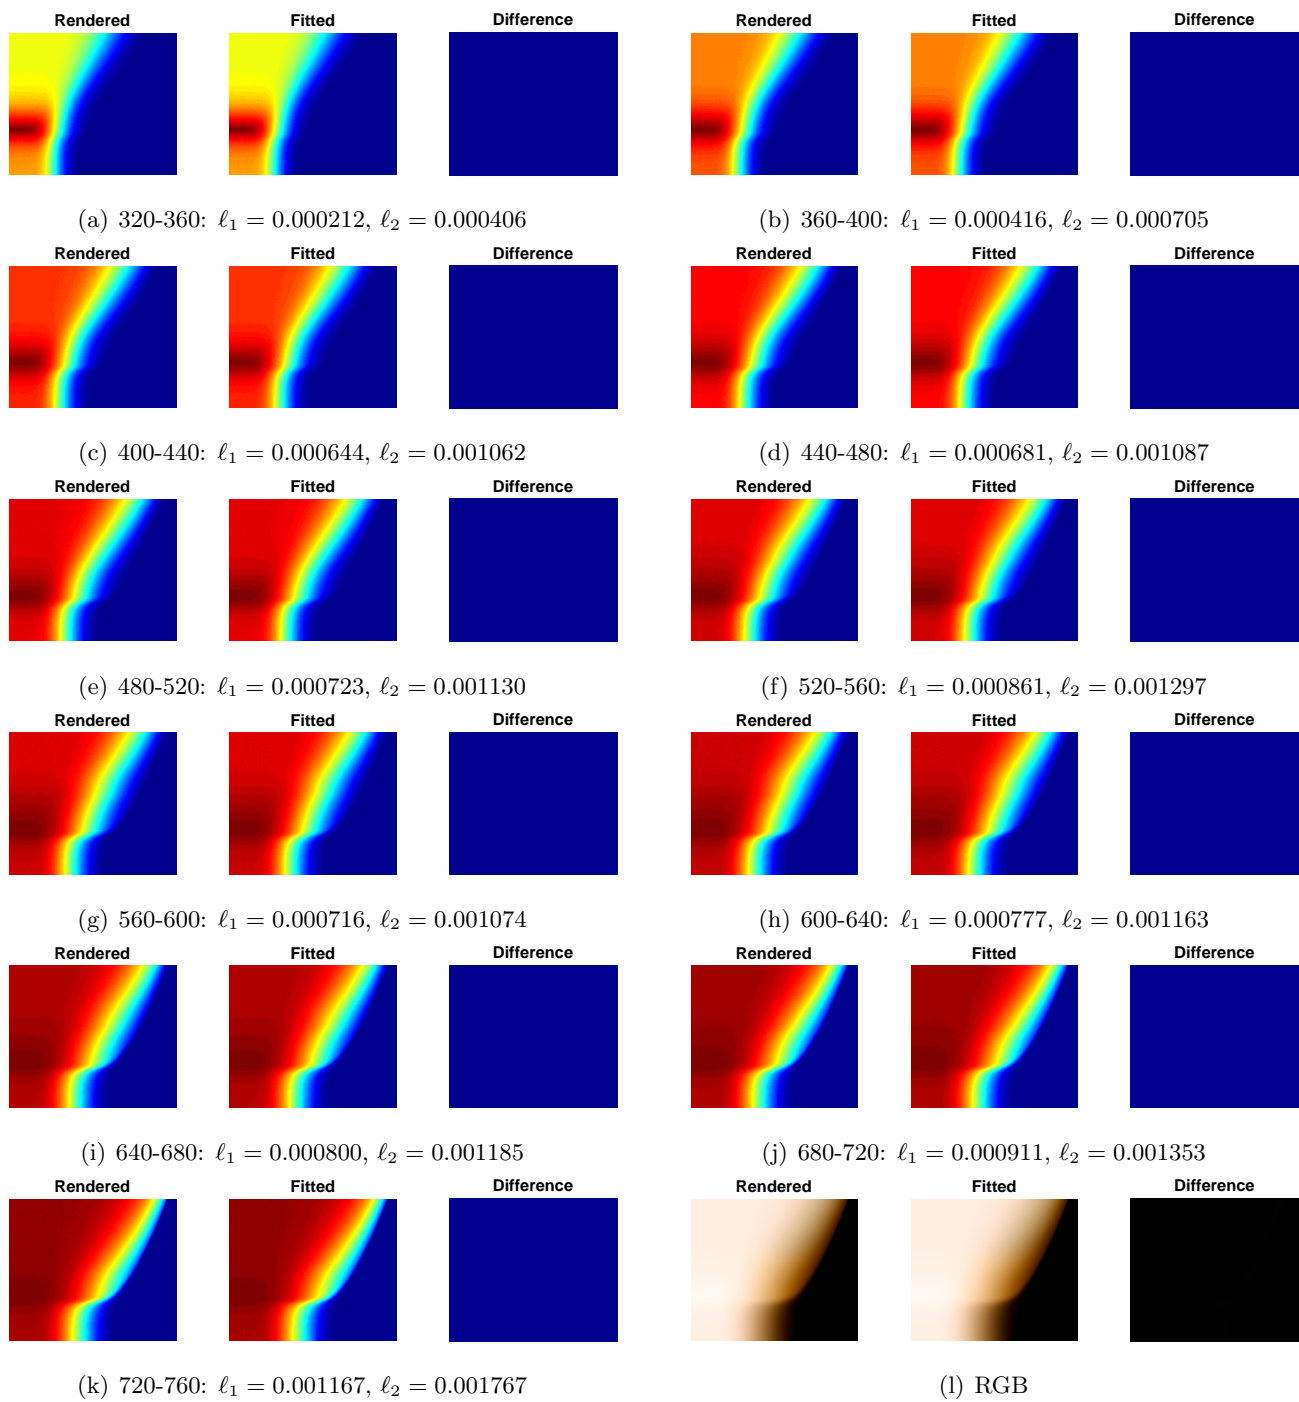 Rendered Fitted Difference Rendered Fitted Difference
(a) 320-360: ℓ₁ = 0.000212, ℓ₂ = 0.000406 (b) 360-400: ℓ₁ = 0.000416, ℓ₂ = 0.000705
Rendered Fitted Difference Rendered Fitted Difference
(c) 400-440: ℓ₁ = 0.000644, ℓ₂ = 0.001062 (d) 440-480: ℓ₁ = 0.000681, ℓ₂ = 0.001087
Rendered Fitted Difference Rendered Fitted Difference
(e) 480-520: ℓ₁ = 0.000723, ℓ₂ = 0.001130 (f) 520-560: ℓ₁ = 0.000861, ℓ₂ = 0.001297
Rendered Fitted Difference Rendered Fitted Difference
(g) 560-600: ℓ₁ = 0.000716, ℓ₂ = 0.001074 (h) 600-640: ℓ₁ = 0.000777, ℓ₂ = 0.001163
Rendered Fitted Difference Rendered Fitted Difference
(i) 640-680: ℓ₁ = 0.000800, ℓ₂ = 0.001185 (j) 680-720: ℓ₁ = 0.000911, ℓ₂ = 0.001353
Rendered Fitted Difference Rendered Fitted Difference
(k) 720-760: ℓ₁ = 0.001167, ℓ₂ = 0.001767 (l) RGB